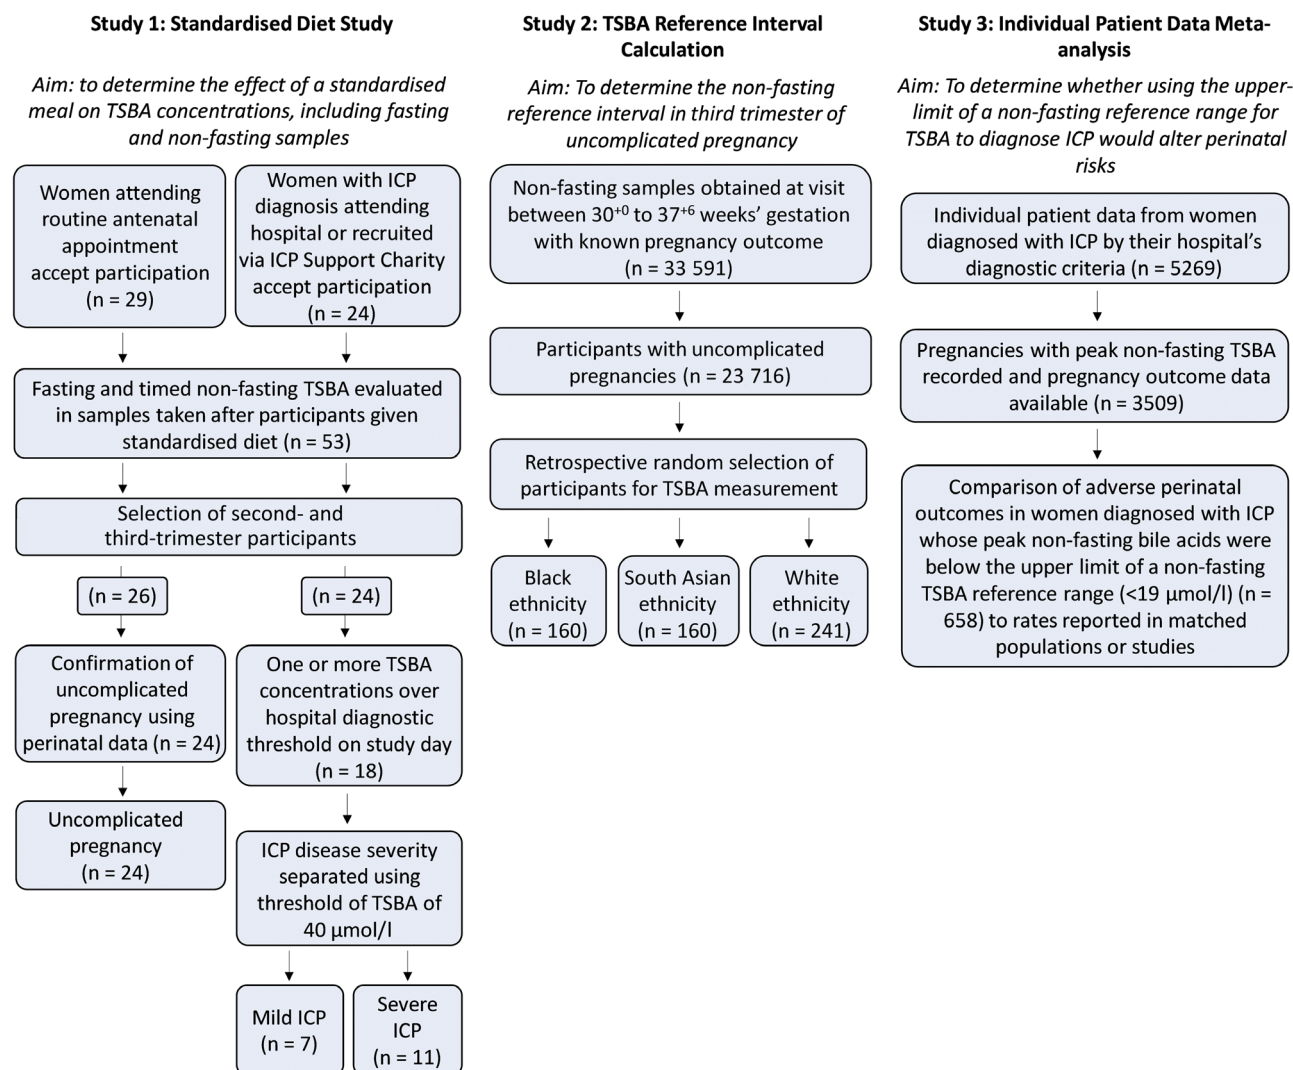 Study 1: Standardised Diet Study
Aim: to determine the effect of a standardised
meal on TSBA concentrations, including fasting
and non-fasting samples
Women attending
routine antenatal
appointment
accept participation
(n = 29)
Women with ICP
diagnosis attending
hospital or recruited
via ICP Support Charity
accept participation
(n = 24)
Fasting and timed non-fasting TSBA evaluated
in samples taken after participants given
standardised diet (n = 53)
Selection of second- and
third-trimester participants
(n = 26)
(n = 24)
Confirmation of
uncomplicated
pregnancy using
perinatal data (n = 24)
Uncomplicated
pregnancy
(n = 24)
One or more TSBA
concentrations over
hospital diagnostic
threshold on study day
(n = 18)
ICP disease severity
separated using
threshold of TSBA of
40 μmol/l
Mild ICP
(n = 7)
Severe
ICP
(n = 11)
Study 2: TSBA Reference Interval
Calculation
Aim: To determine the non-fasting
reference interval in third trimester of
uncomplicated pregnancy
Non-fasting samples obtained at visit
between 30⁺⁰ to 37⁺⁶ weeks’ gestation
with known pregnancy outcome
(n = 33 591)
Participants with uncomplicated
pregnancies (n = 23 716)
Retrospective random selection of
participants for TSBA measurement
Black
ethnicity
(n = 160)
South Asian
ethnicity
(n = 160)
White
ethnicity
(n = 241)
Study 3: Individual Patient Data Meta-
analysis
Aim: To determine whether using the upper-
limit of a non-fasting reference range for
TSBA to diagnose ICP would alter perinatal
risks
Individual patient data from women
diagnosed with ICP by their hospital’s
diagnostic criteria (n = 5269)
Pregnancies with peak non-fasting TSBA
recorded and pregnancy outcome data
available (n = 3509)
Comparison of adverse perinatal
outcomes in women diagnosed with ICP
whose peak non-fasting bile acids were
below the upper limit of a non-fasting
TSBA reference range (<19 μmol/l) (n =
658) to rates reported in matched
populations or studies